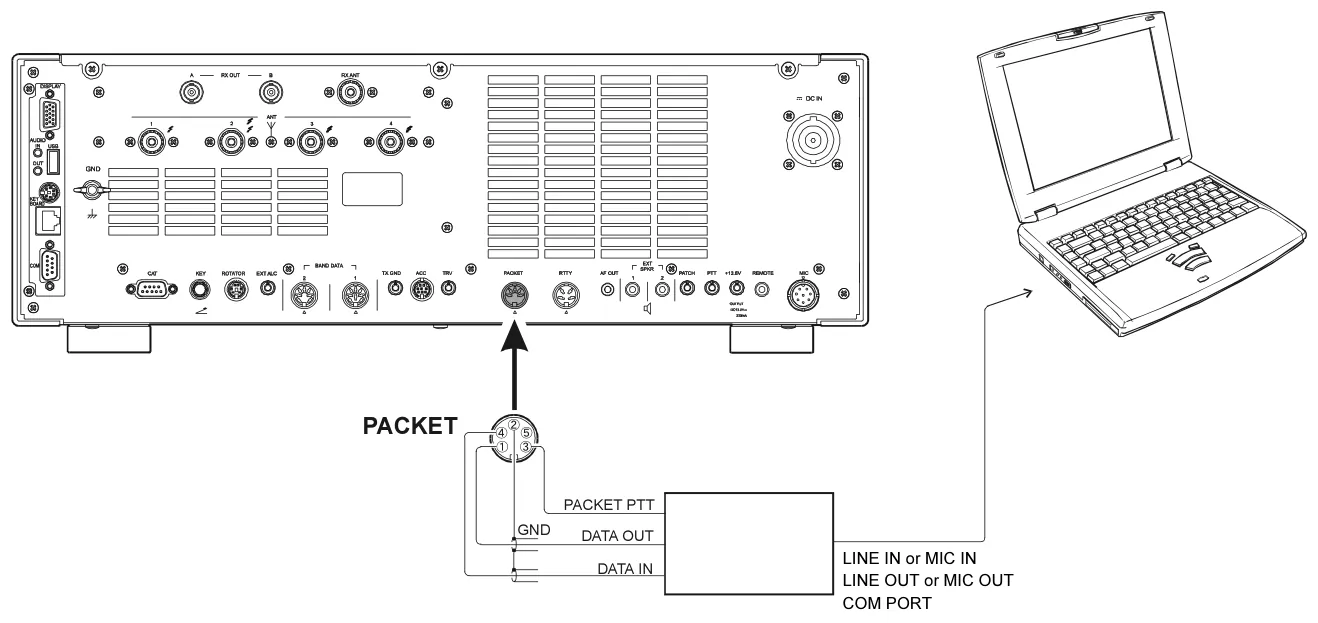 DISPLAY
A RX OUT B
RX ANT
DC IN
ANT
1 2 3 4
AUDIO
IN USB
OUT
GND
KEY
BOARD
COM
CAT
KEY
ROTATOR
EXT ALC
BAND DATA
2 1
TX GND
ACC
TRV
PACKET
RTTY
AF OUT
EXT
SPKR
1 2
PATCH
PTT
+13.8V
REMOTE
MIC
OUTPUT
PACKET
2
4 5
1 3
PACKET PTT
GND
DATA OUT
DATA IN
LINE IN or MIC IN
LINE OUT or MIC OUT
COM PORT